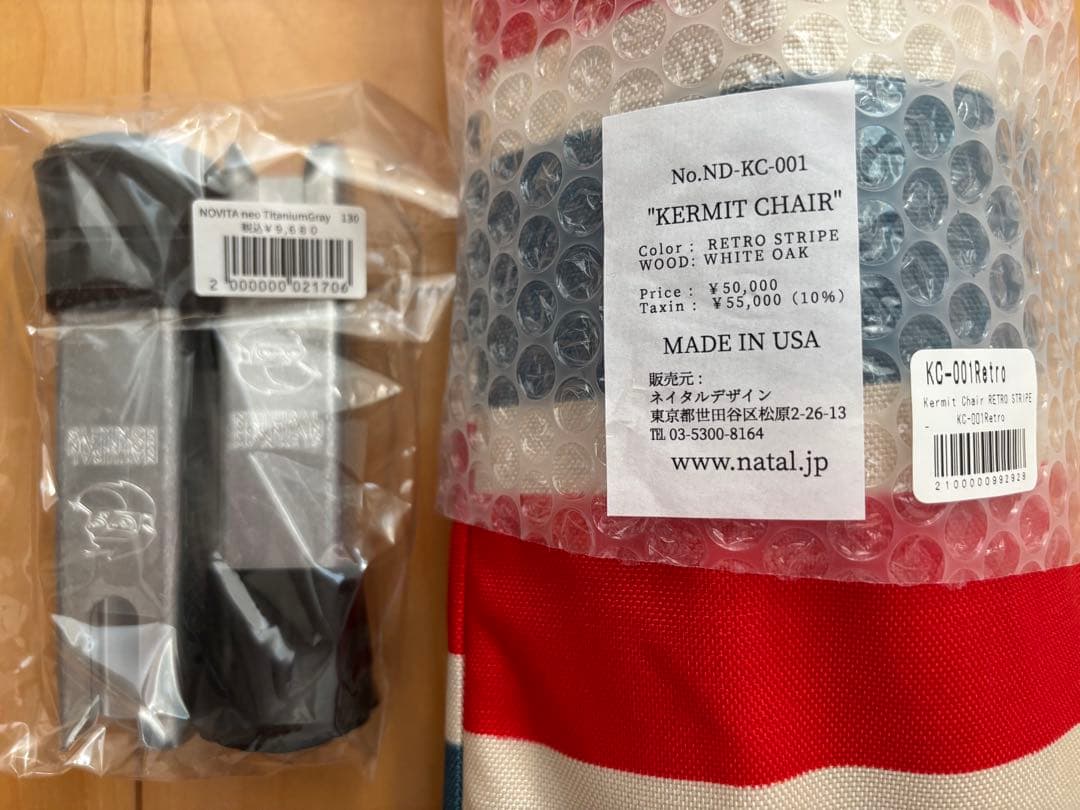 NOVITA neo TitaniumGray 130
税込¥9,680
2 000000 021706
No.ND-KC-001
"KERMIT CHAIR"
Color : RETRO STRIPE
WOOD: WHITE OAK
Price : ¥50,000
Taxin : ¥55,000 (10%)
MADE IN USA
販売元 :
ネイタルデザイン
東京都世田谷区松原2-26-13
℡ 03-5300-8164
www.natal.jp
KC-001Retro
Kermit Chair RETRO STRIPE
_ KC-001Retro
2100000992928